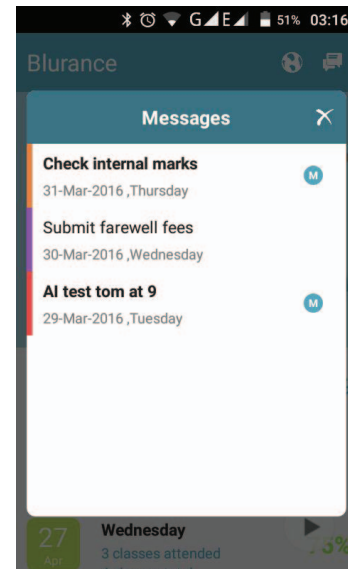 G E 51% 03:16
Blurance
Messages
Check internal marks
M
31-Mar-2016 ,Thursday
Submit farewell fees
30-Mar-2016 ,Wednesday
AI test tom at 9
M
29-Mar-2016 ,Tuesday
27
Wednesday
Apr
3 classes attended